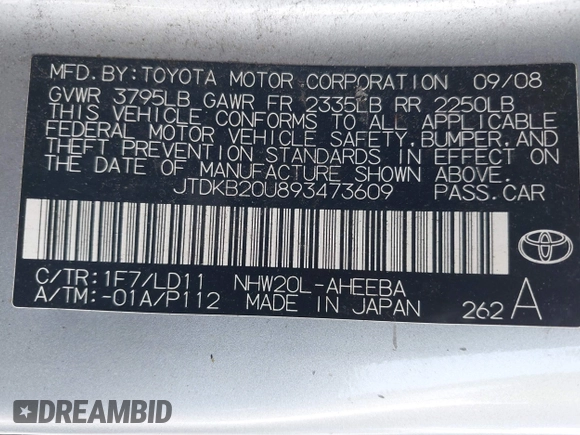 MFD.BY:TOYOTA MOTOR CORPORATION 09/08
GVWR 3795LB GAWR FR 2335LB RR 2250LB
THIS VEHICLE CONFORMS TO ALL APPLICABLE
FEDERAL MOTOR VEHICLE SAFETY,BUMPER,AND
THEFT PREVENTION STANDARDS IN EFFECT ON
THE DATE OF MANUFACTURE SHOWN ABOVE.
JTDKB20U893473609 PASS.CAR
C/TR:1F7/LD11 NHW20L-AHEEBA
A/TM:-01A/P112 MADE IN JAPAN 262 A
DREAMBID